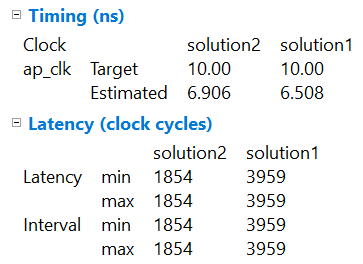 Timing (ns)
Clock solution2 solution1
ap_clk Target 10.00 10.00
Estimated 6.906 6.508
Latency (clock cycles)
solution2 solution1
Latency min 1854 3959
max 1854 3959
Interval min 1854 3959
max 1854 3959